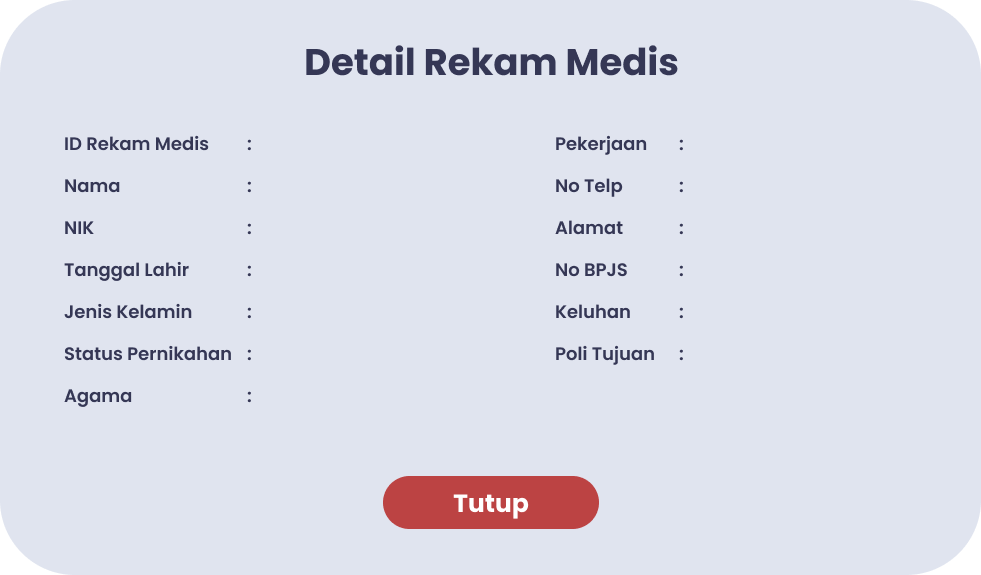 Detail Rekam Medis
ID Rekam Medis :
Nama :
NIK :
Tanggal Lahir :
Jenis Kelamin :
Status Pernikahan :
Agama :
Pekerjaan :
No Telp :
Alamat :
No BPJS :
Keluhan :
Poli Tujuan :
Tutup